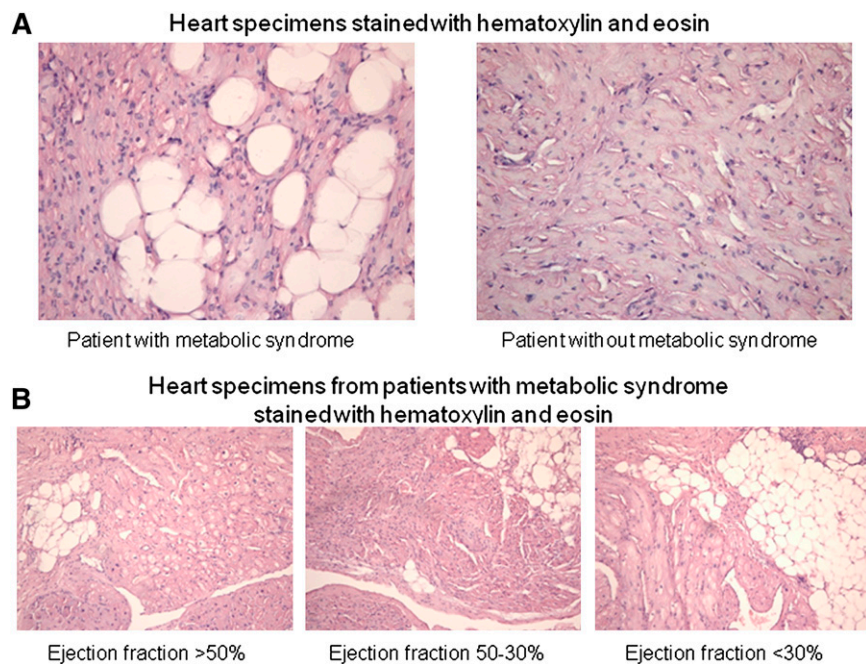 A
Heart specimens stained with hematoxylin and eosin
Patient with metabolic syndrome
Patient without metabolic syndrome
B
Heart specimens from patients with metabolic syndrome
stained with hematoxylin and eosin
Ejection fraction >50%
Ejection fraction 50-30%
Ejection fraction <30%